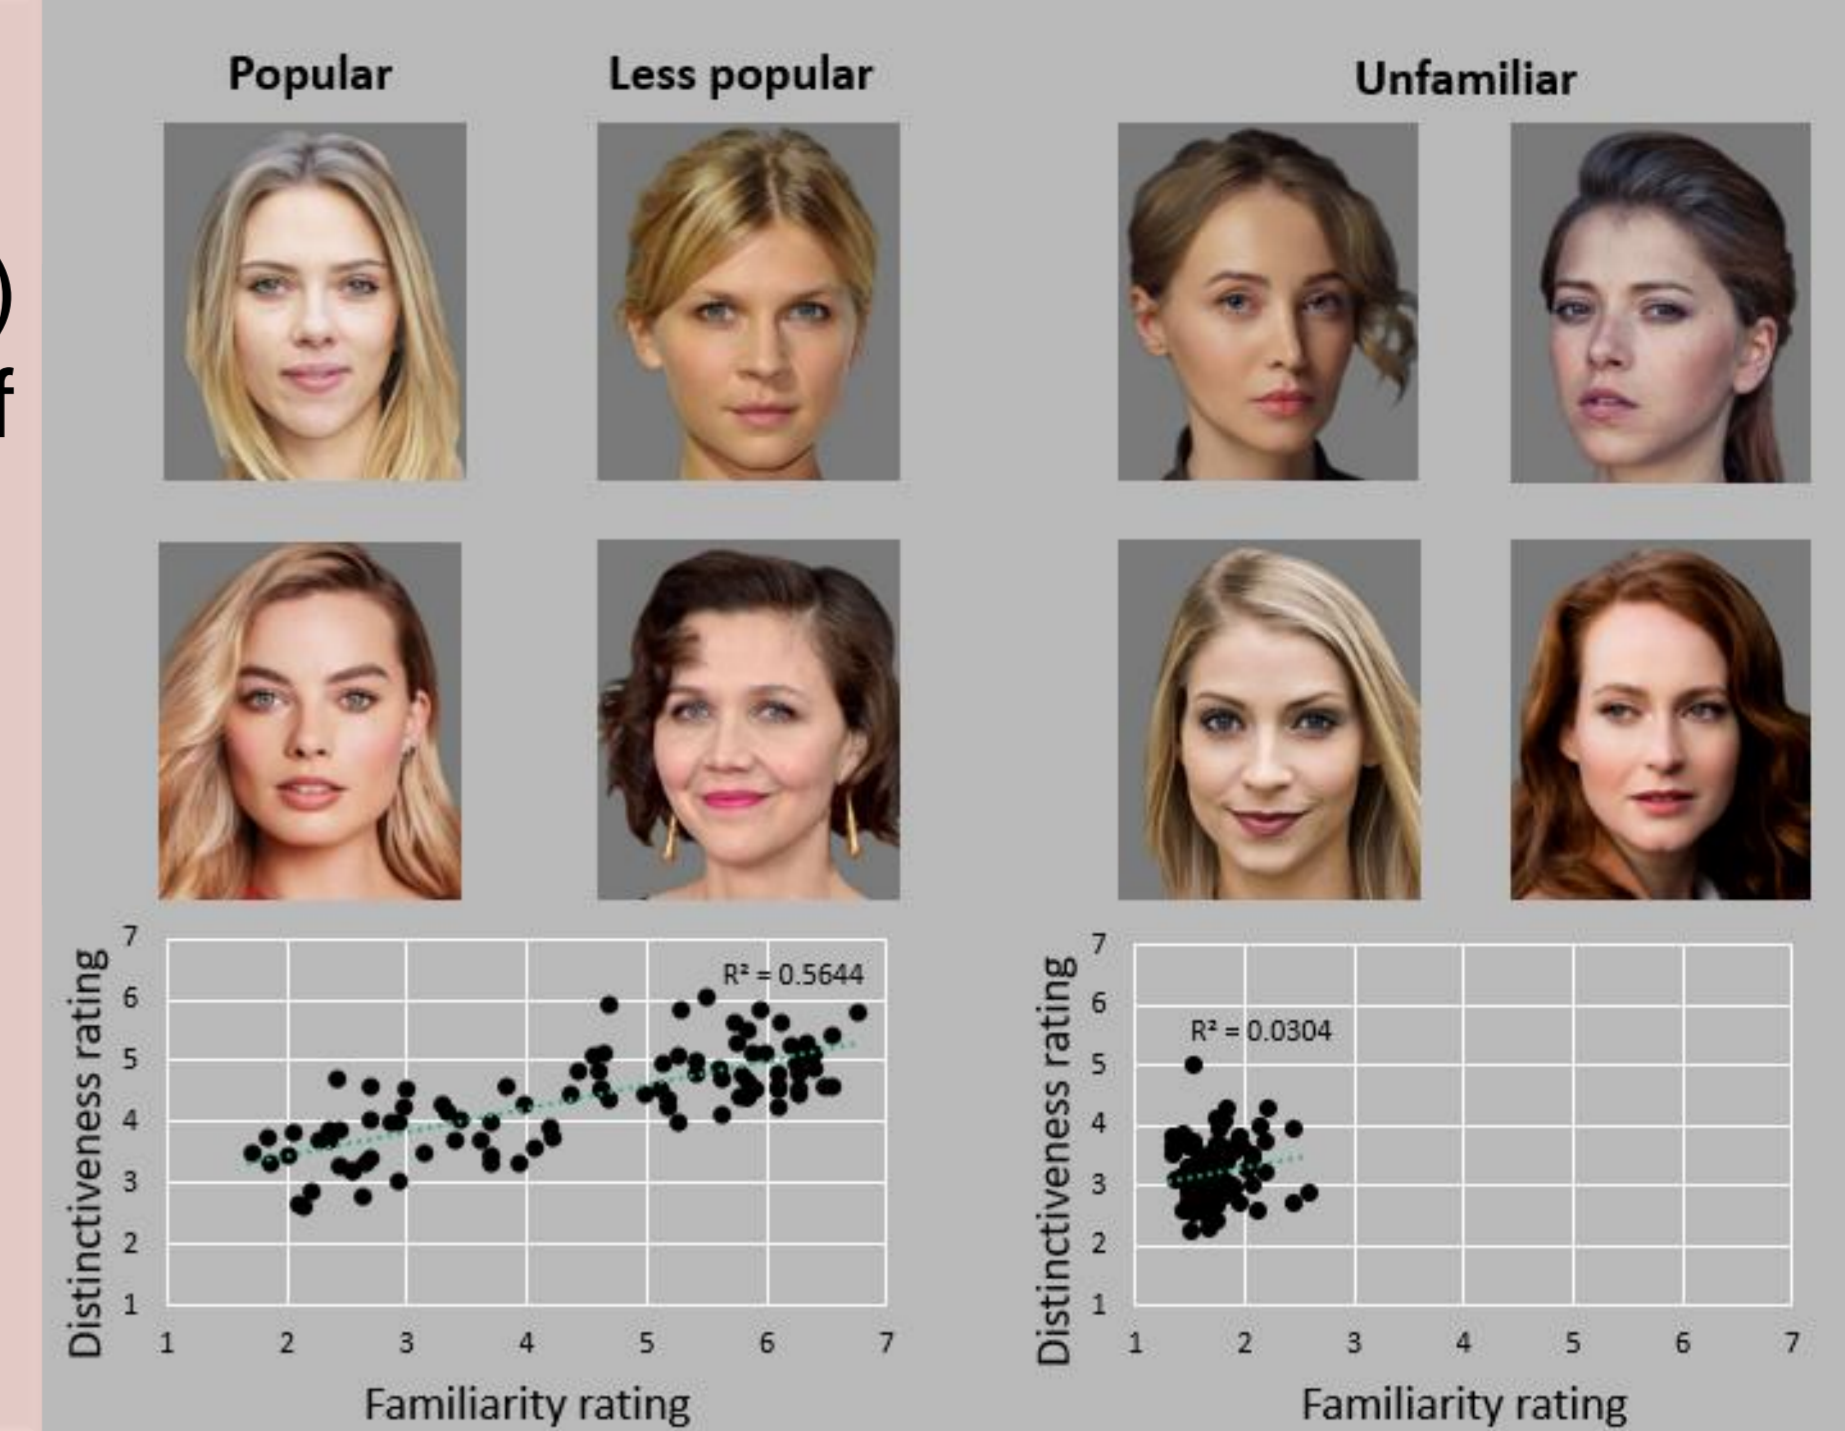 Popular
Less popular
Unfamiliar
)
f
Distinctiveness rating
7
6
5
4
3
2
1
R² = 0.5644
1 2 3 4 5 6 7
Familiarity rating
Distinctiveness rating
7
6
5
4
3
2
1
R² = 0.0304
1 2 3 4 5 6 7
Familiarity rating